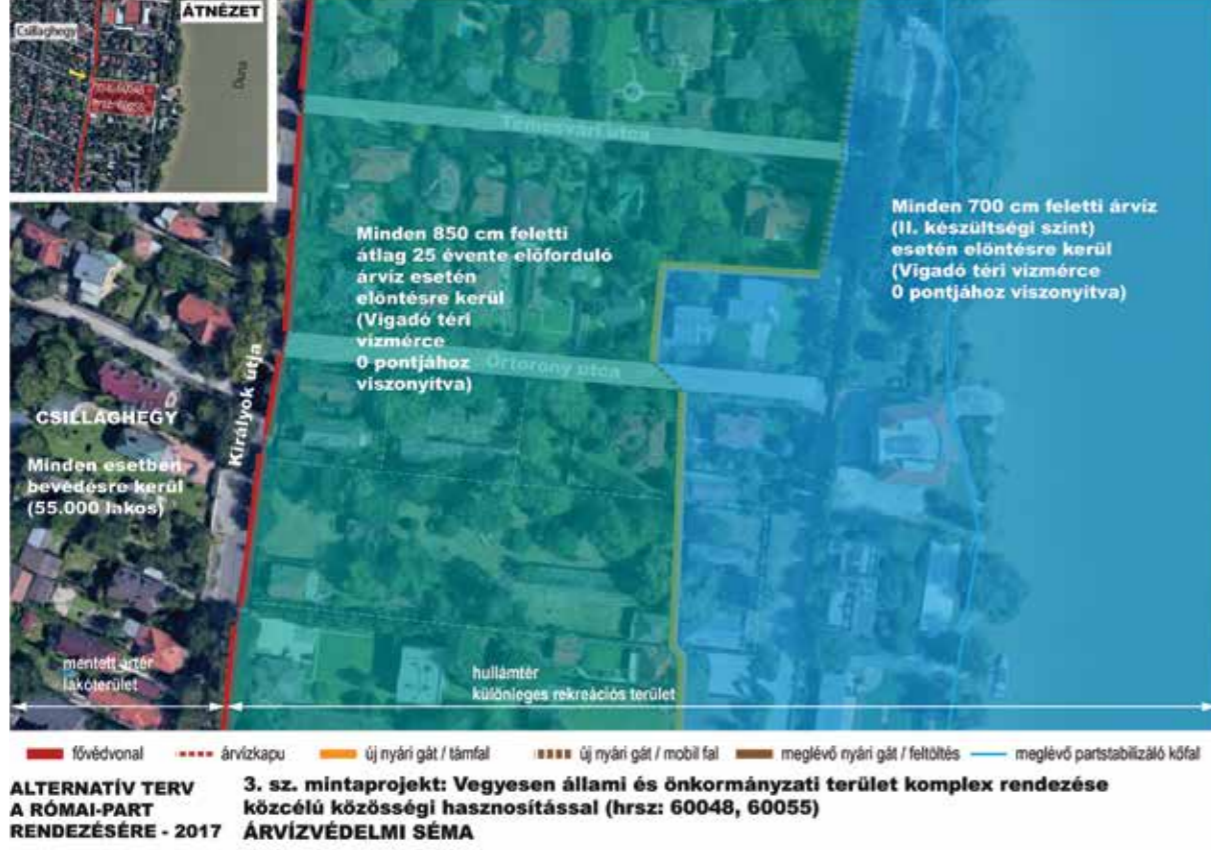 ÁTNÉZET
Csillaghegy
Duna
Temesvári utca
Minden 850 cm feletti
átlag 25 évente előforduló
árvíz esetén
elöntésre kerül
(Vigadó téri
vízmérce
0 pontjához
viszonyítva)
Minden 700 cm feletti árvíz
(II. készültségi szint)
esetén elöntésre kerül
(Vigadó téri vízmérce
0 pontjához viszonyítva)
Őrtorony utca
Királyok útja
CSILLAGHEGY
Minden esetben
bevédésre kerül
(55.000 lakos)
mentett ártér
lakóterület
hullámtér
különleges rekreációs terület
fővédvonal
árvízkapu
új nyári gát / támfal
új nyári gát / mobil fal
meglévő nyári gát / feltöltés
meglévő partstabilizáló kőfal
ALTERNATÍV TERV
A RÓMAI-PART
RENDEZÉSÉRE - 2017
3. sz. mintaprojekt: Vegyesen állami és önkormányzati terület komplex rendezése
közcélú közösségi hasznosítással (hrsz: 60048, 60055)
ÁRVÍZVÉDELMI SÉMA